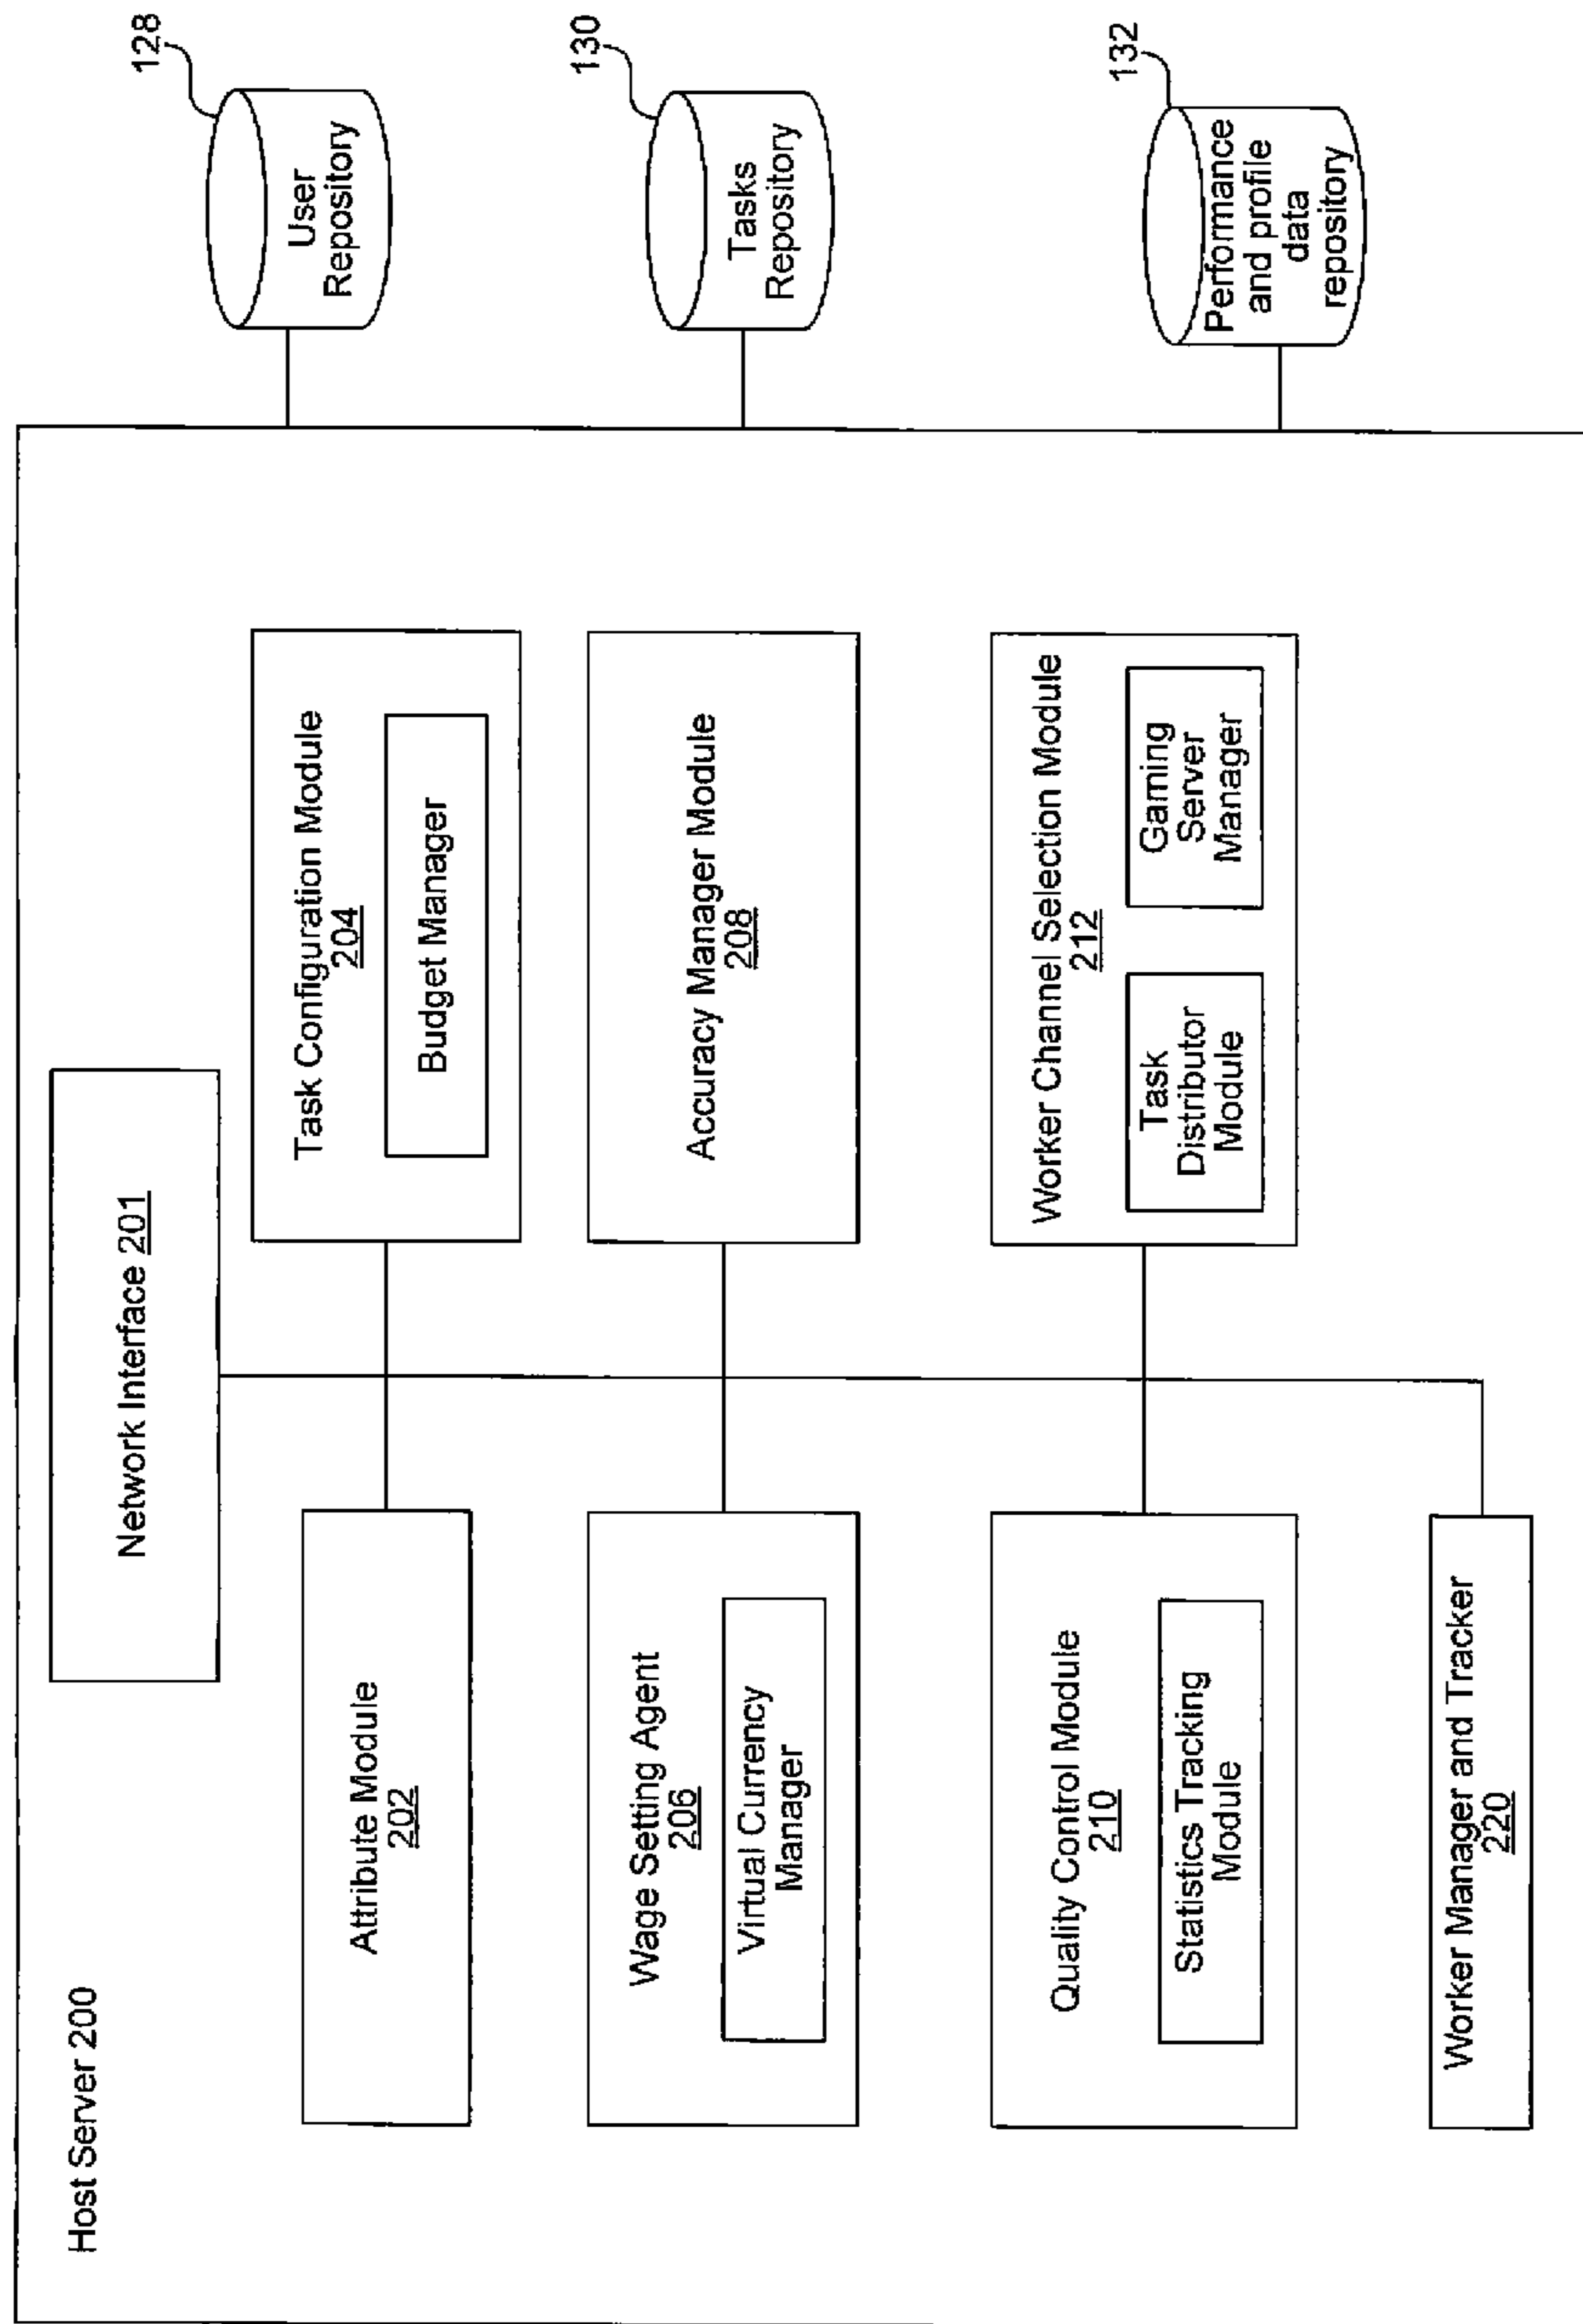 Host Server 200
Network Interface 201
Attribute Module
202
Task Configuration Module
204
Budget Manager
Wage Setting Agent
206
Virtual Currency
Manager
Accuracy Manager Module
208
Quality Control Module
210
Statistics Tracking
Module
Worker Channel Selection Module
212
Task
Distributor
Module
Gaming
Server
Manager
Worker Manager and Tracker
220
128
User
Repository
130
Tasks
Repository
132
Performance
and profile
data
repository